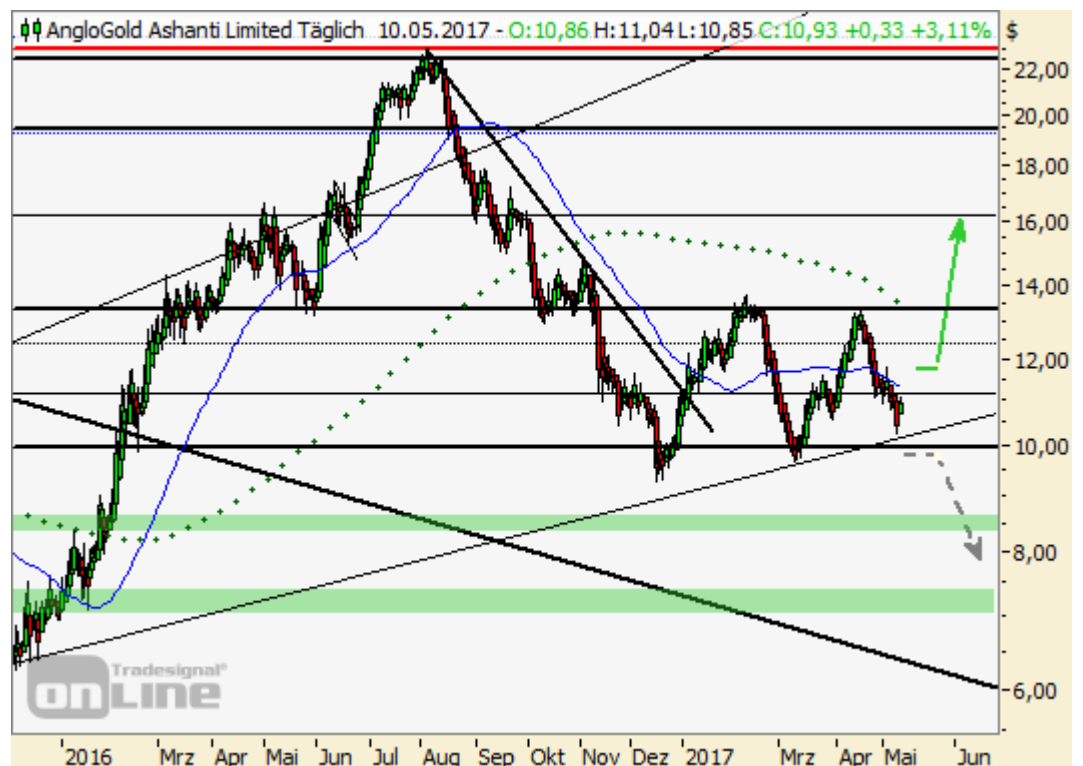 AngloGold Ashanti Limited Täglich 10.05.2017 - O:10,86 H:11,04 L:10,85 C:10,93 +0,33 +3,11% $
22,00
20,00
18,00
16,00
14,00
12,00
10,00
8,00
6,00
Tradesignal®
onLine
2016 Mrz Apr Mai Jun Jul Aug Sep Okt Nov Dez 2017 Mrz Apr Mai Jun